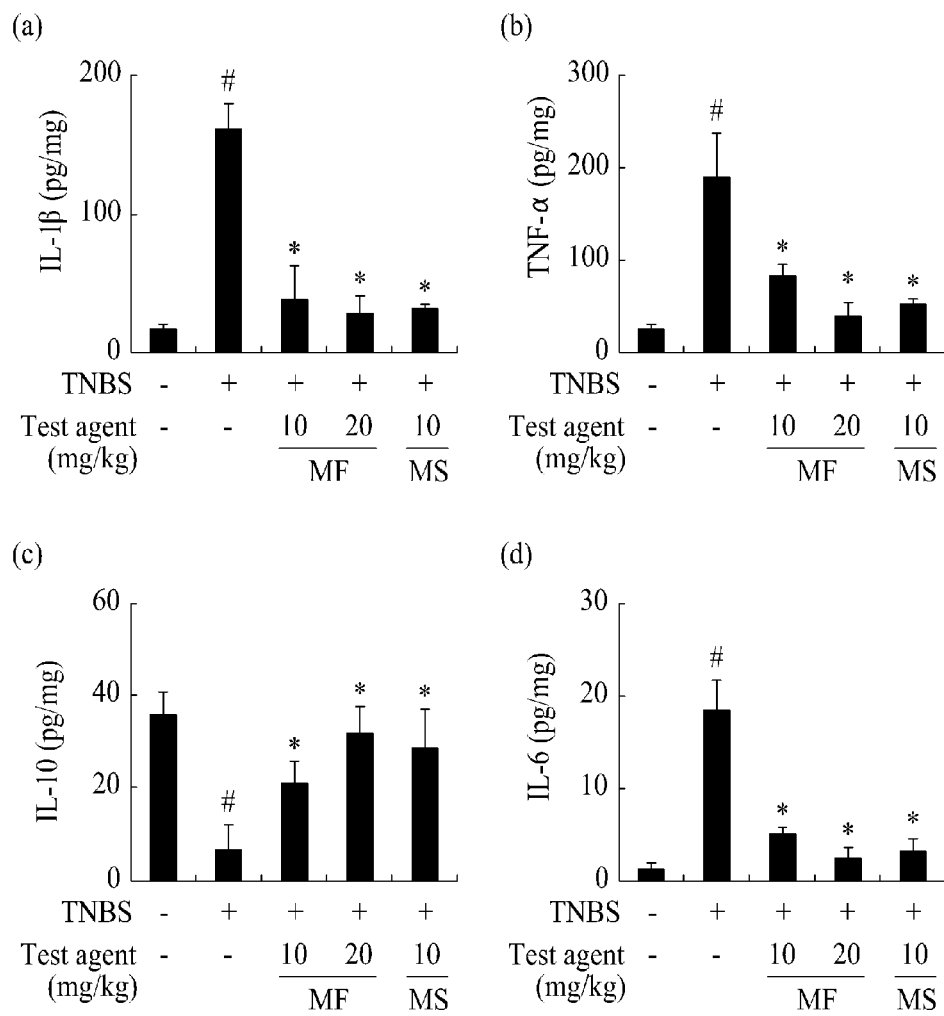 (a)
IL-1β (pg/mg)
200
100
0
#
*
*
*
TNBS - + + + +
Test agent - - 10 20 10
(mg/kg) MF MS
(b)
TNF-α (pg/mg)
300
200
100
0
#
*
*
*
TNBS - + + + +
Test agent - - 10 20 10
(mg/kg) MF MS
(c)
IL-10 (pg/mg)
60
40
20
0
#
*
*
*
TNBS - + + + +
Test agent - - 10 20 10
(mg/kg) MF MS
(d)
IL-6 (pg/mg)
30
20
10
0
#
*
*
*
TNBS - + + + +
Test agent - - 10 20 10
(mg/kg) MF MS